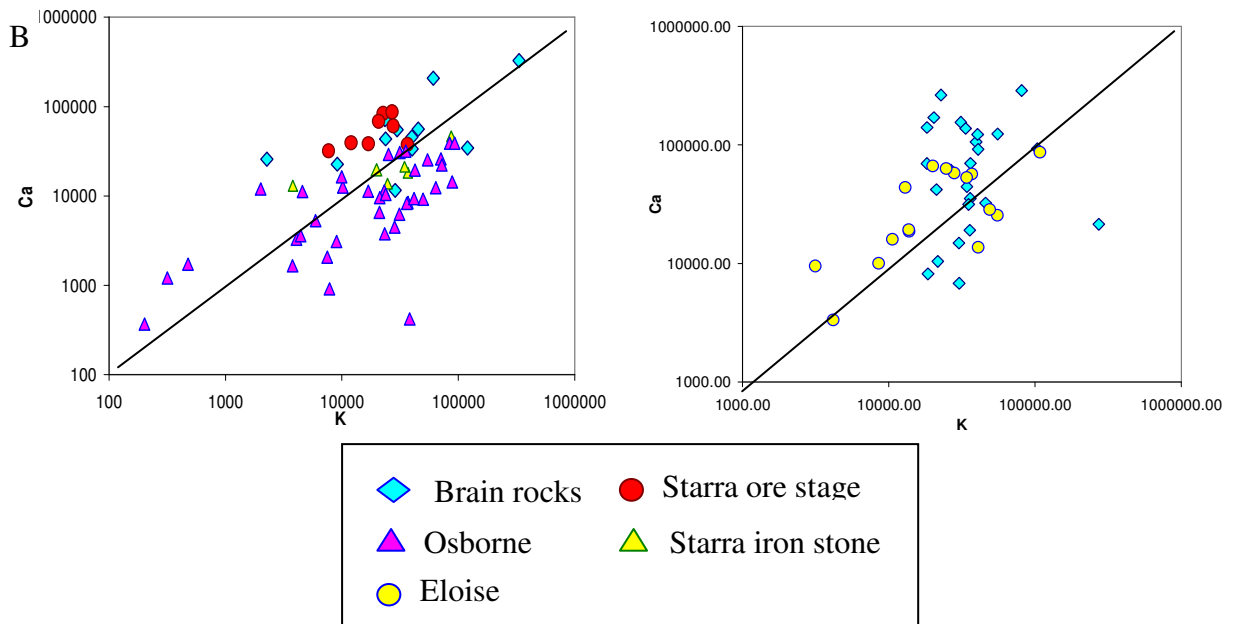 B
1000000
100000
10000
1000
100
Ca
100 1000 10000 100000 1000000
K
1000000.00
100000.00
10000.00
1000.00
Ca
1000.00 10000.00 100000.00 1000000.00
K
Brain rocks Starra ore stage
Osborne Starra iron stone
Eloise